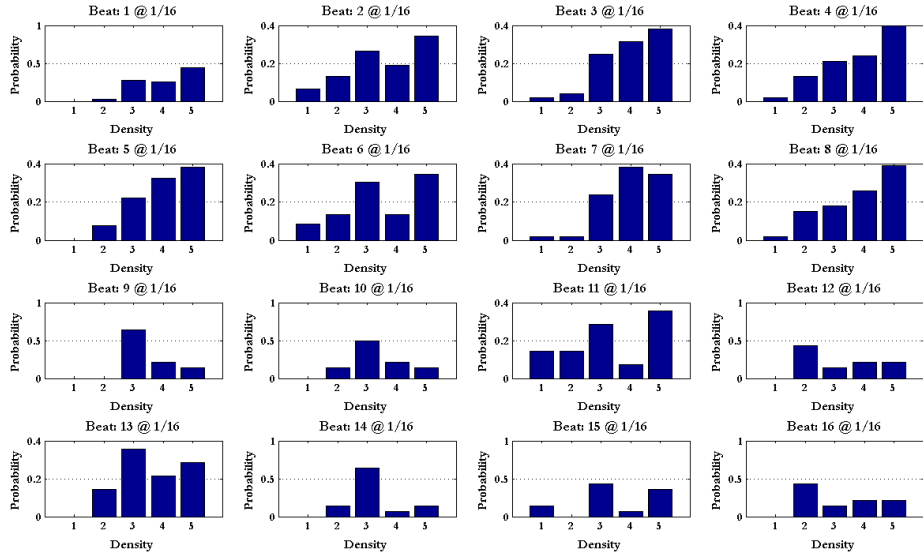 Beat: 1 @ 1/16
Beat: 2 @ 1/16
Beat: 3 @ 1/16
Beat: 4 @ 1/16
Probability
1
0.5
0
1 2 3 4 5
Density
Probability
0.4
0.2
0
1 2 3 4 5
Density
Probability
0.4
0.2
0
1 2 3 4 5
Density
Probability
0.4
0.2
0
1 2 3 4 5
Density
Beat: 5 @ 1/16
Beat: 6 @ 1/16
Beat: 7 @ 1/16
Beat: 8 @ 1/16
Probability
0.4
0.2
0
1 2 3 4 5
Density
Probability
0.4
0.2
0
1 2 3 4 5
Density
Probability
0.4
0.2
0
1 2 3 4 5
Density
Probability
0.4
0.2
0
1 2 3 4 5
Density
Beat: 9 @ 1/16
Beat: 10 @ 1/16
Beat: 11 @ 1/16
Beat: 12 @ 1/16
Probability
1
0.5
0
1 2 3 4 5
Density
Probability
1
0.5
0
1 2 3 4 5
Density
Probability
0.4
0.2
0
1 2 3 4 5
Density
Probability
1
0.5
0
1 2 3 4 5
Density
Beat: 13 @ 1/16
Beat: 14 @ 1/16
Beat: 15 @ 1/16
Beat: 16 @ 1/16
Probability
0.4
0.2
0
1 2 3 4 5
Density
Probability
1
0.5
0
1 2 3 4 5
Density
Probability
1
0.5
0
1 2 3 4 5
Density
Probability
1
0.5
0
1 2 3 4 5
Density